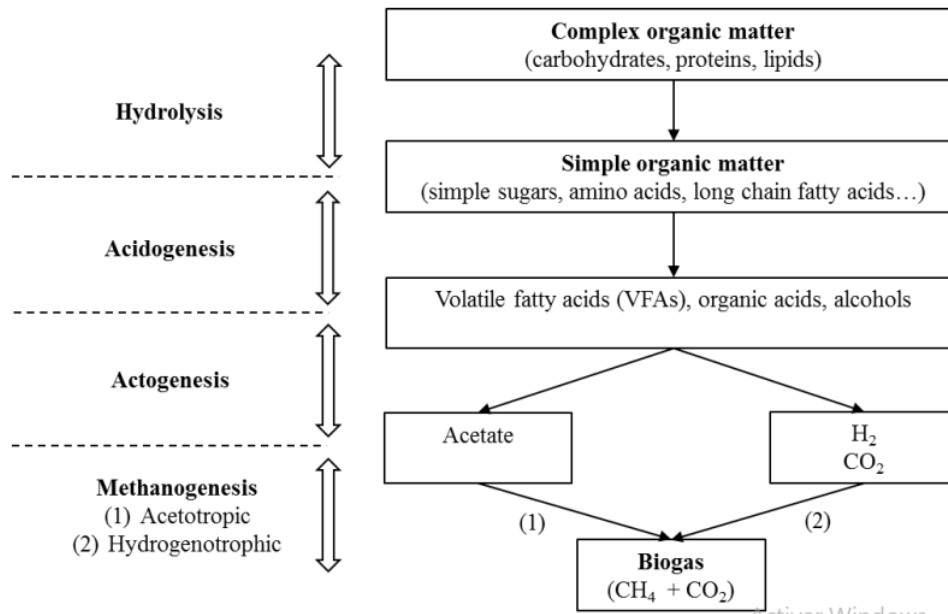 Complex organic matter
(carbohydrates, proteins, lipids)
Hydrolysis
Simple organic matter
(simple sugars, amino acids, long chain fatty acids…)
Acidogenesis
Volatile fatty acids (VFAs), organic acids, alcohols
Actogenesis
Acetate
H₂
CO₂
Methanogenesis
(1) Acetotropic
(2) Hydrogenotrophic
(1)
(2)
Biogas
(CH₄ + CO₂)